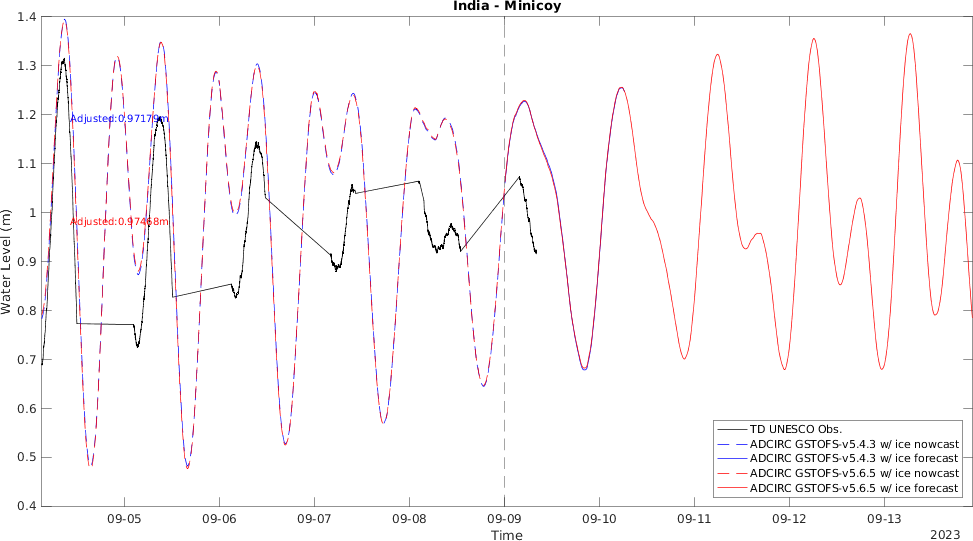 India - Minicoy
1.4
1.3
1.2
1.1
1
0.9
0.8
0.7
0.6
0.5
0.4
Water Level (m)
Adjusted:0.97179m
Adjusted:0.97468m
TD UNESCO Obs.
ADCIRC GSTOFS-v5.4.3 w/ ice nowcast
ADCIRC GSTOFS-v5.4.3 w/ ice forecast
ADCIRC GSTOFS-v5.6.5 w/ ice nowcast
ADCIRC GSTOFS-v5.6.5 w/ ice forecast
09-05 09-06 09-07 09-08 09-09 09-10 09-11 09-12 09-13
Time
2023